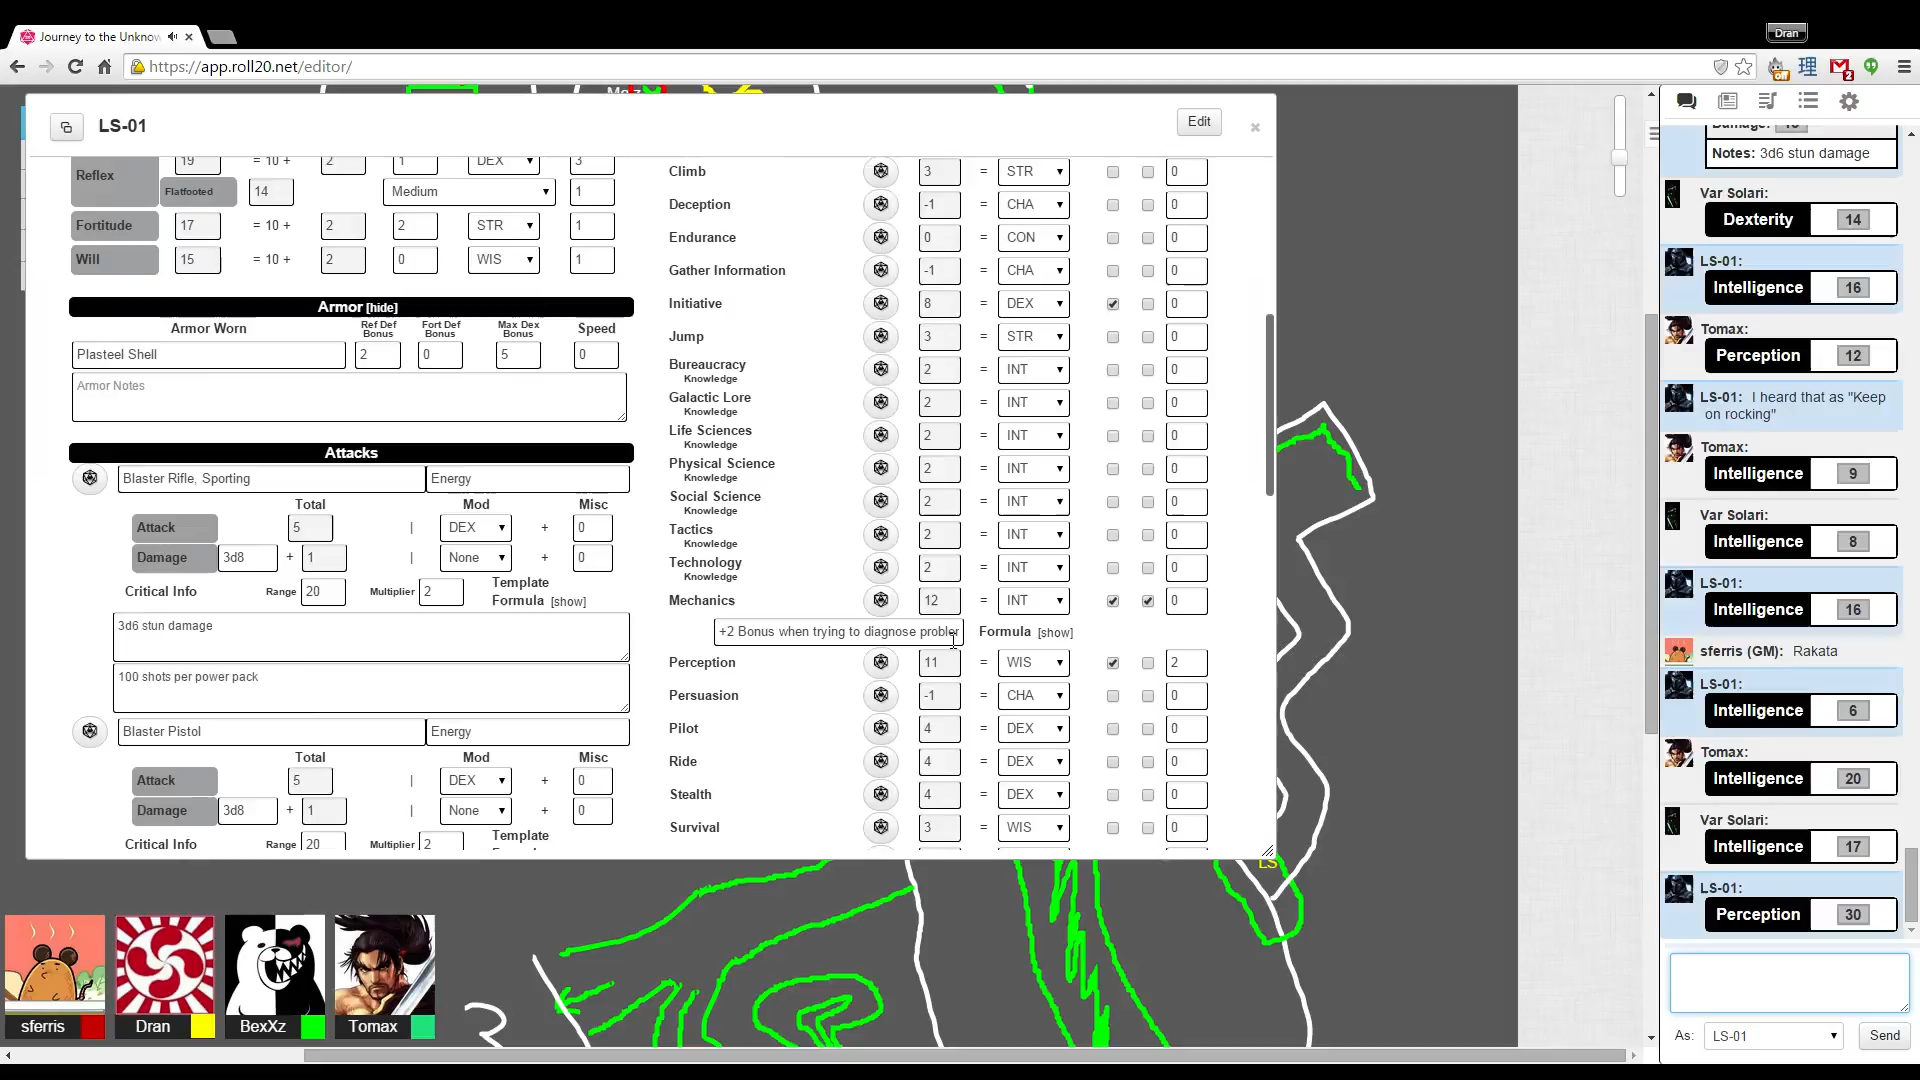 Dran
Journey to the Unknow
https://app.roll20.net/editor/
off
理
2
LS-01
Edit
Reflex
19
= 10 +
2
1
DEX
3
Flatfooted
14
Medium
1
Fortitude
17
= 10 +
2
2
STR
1
Will
15
= 10 +
2
0
WIS
1
Armor [hide]
Armor Worn
Ref Def Bonus
Fort Def Bonus
Max Dex Bonus
Speed
Plasteel Shell
2
0
5
0
Armor Notes
Attacks
Blaster Rifle, Sporting
Energy
Total
Mod
Misc
Attack
5
|
DEX
+
0
Damage
3d8
+
1
|
None
+
0
Critical Info
Range
20
Multiplier
2
Template
Formula [show]
3d6 stun damage
100 shots per power pack
Blaster Pistol
Energy
Total
Mod
Misc
Attack
5
|
DEX
+
0
Damage
3d8
+
1
|
None
+
0
Critical Info
Range
20
Multiplier
2
Template
Climb
3
=
STR
0
Deception
-1
=
CHA
0
Endurance
0
=
CON
0
Gather Information
-1
=
CHA
0
Initiative
8
=
DEX
0
Jump
3
=
STR
0
Bureaucracy
Knowledge
2
=
INT
0
Galactic Lore
Knowledge
2
=
INT
0
Life Sciences
Knowledge
2
=
INT
0
Physical Science
Knowledge
2
=
INT
0
Social Science
Knowledge
2
=
INT
0
Tactics
Knowledge
2
=
INT
0
Technology
Knowledge
2
=
INT
0
Mechanics
12
=
INT
0
+2 Bonus when trying to diagnose probler
Formula [show]
Perception
11
=
WIS
2
Persuasion
-1
=
CHA
0
Pilot
4
=
DEX
0
Ride
4
=
DEX
0
Stealth
4
=
DEX
0
Survival
3
=
WIS
0
LS
sferris
Dran
BexXz
Tomax
Notes: 3d6 stun damage
Var Solari:
Dexterity
14
LS-01:
Intelligence
16
Tomax:
Perception
12
LS-01: I heard that as "Keep
on rocking"
Tomax:
Intelligence
9
Var Solari:
Intelligence
8
LS-01:
Intelligence
16
sferris (GM): Rakata
LS-01:
Intelligence
6
Tomax:
Intelligence
20
Var Solari:
Intelligence
17
LS-01:
Perception
30
As:
LS-01
Send